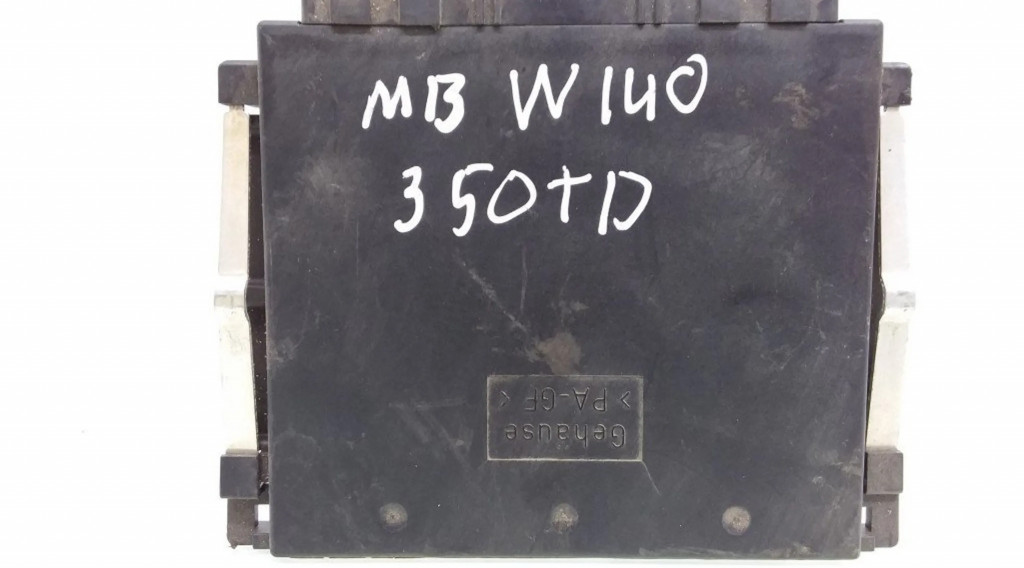 MB W140
350TD
Gehäuse
>PA-GF<